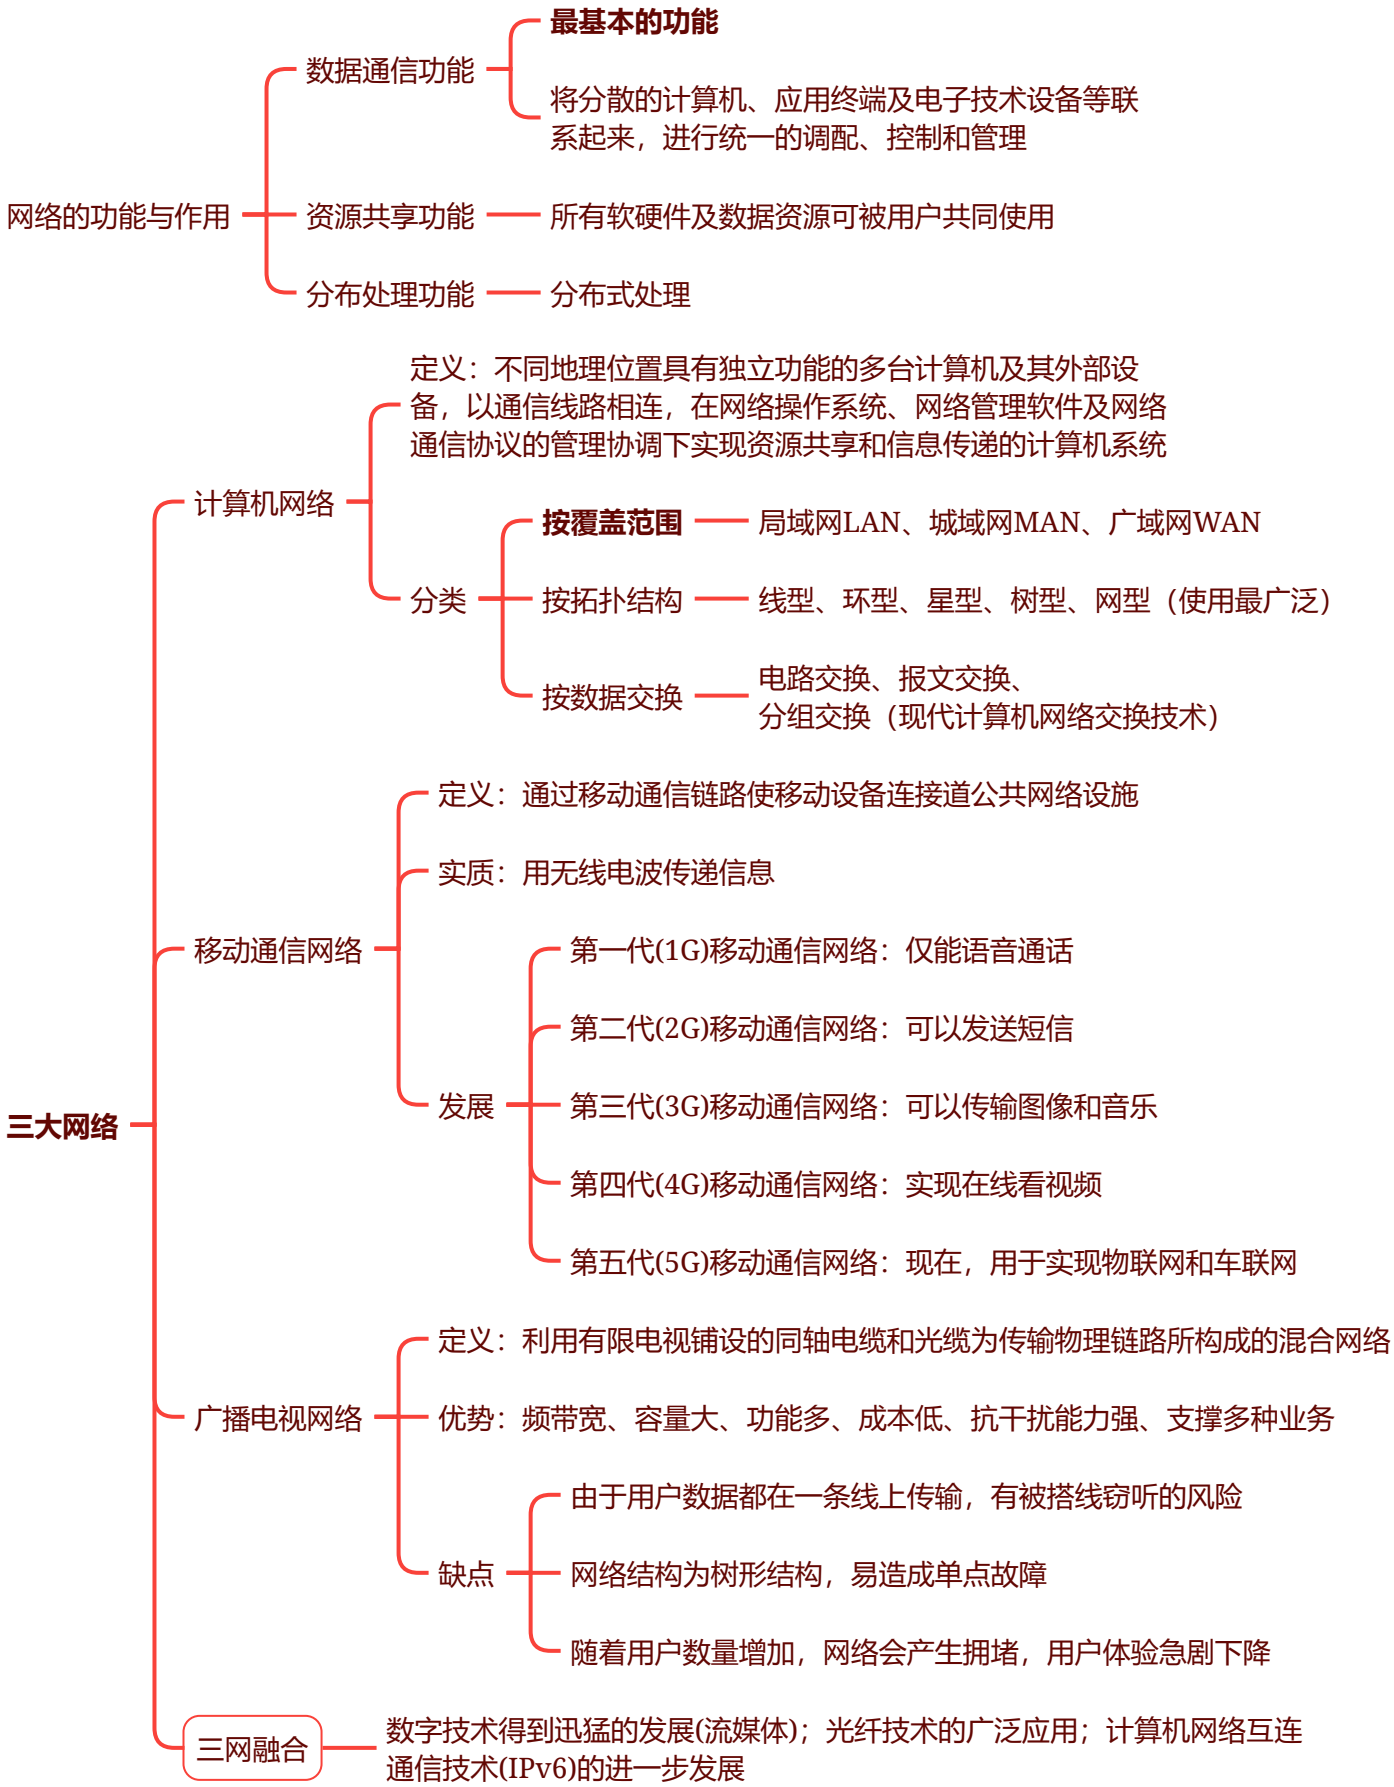 网络的功能与作用
数据通信功能
最基本的功能
将分散的计算机、应用终端及电子技术设备等联
系起来，进行统一的调配、控制和管理
资源共享功能
所有软硬件及数据资源可被用户共同使用
分布处理功能
分布式处理
三大网络
计算机网络
定义：不同地理位置具有独立功能的多台计算机及其外部设
备，以通信线路相连，在网络操作系统、网络管理软件及网络
通信协议的管理协调下实现资源共享和信息传递的计算机系统
分类
按覆盖范围
局域网LAN、城域网MAN、广域网WAN
按拓扑结构
线型、环型、星型、树型、网型（使用最广泛）
按数据交换
电路交换、报文交换、
分组交换（现代计算机网络交换技术）
移动通信网络
定义：通过移动通信链路使移动设备连接道公共网络设施
实质：用无线电波传递信息
发展
第一代(1G)移动通信网络：仅能语音通话
第二代(2G)移动通信网络：可以发送短信
第三代(3G)移动通信网络：可以传输图像和音乐
第四代(4G)移动通信网络：实现在线看视频
第五代(5G)移动通信网络：现在，用于实现物联网和车联网
广播电视网络
定义：利用有限电视铺设的同轴电缆和光缆为传输物理链路所构成的混合网络
优势：频带宽、容量大、功能多、成本低、抗干扰能力强、支撑多种业务
缺点
由于用户数据都在一条线上传输，有被搭线窃听的风险
网络结构为树形结构，易造成单点故障
随着用户数量增加，网络会产生拥堵，用户体验急剧下降
三网融合
数字技术得到迅猛的发展(流媒体)；光纤技术的广泛应用；计算机网络互连
通信技术(IPv6)的进一步发展